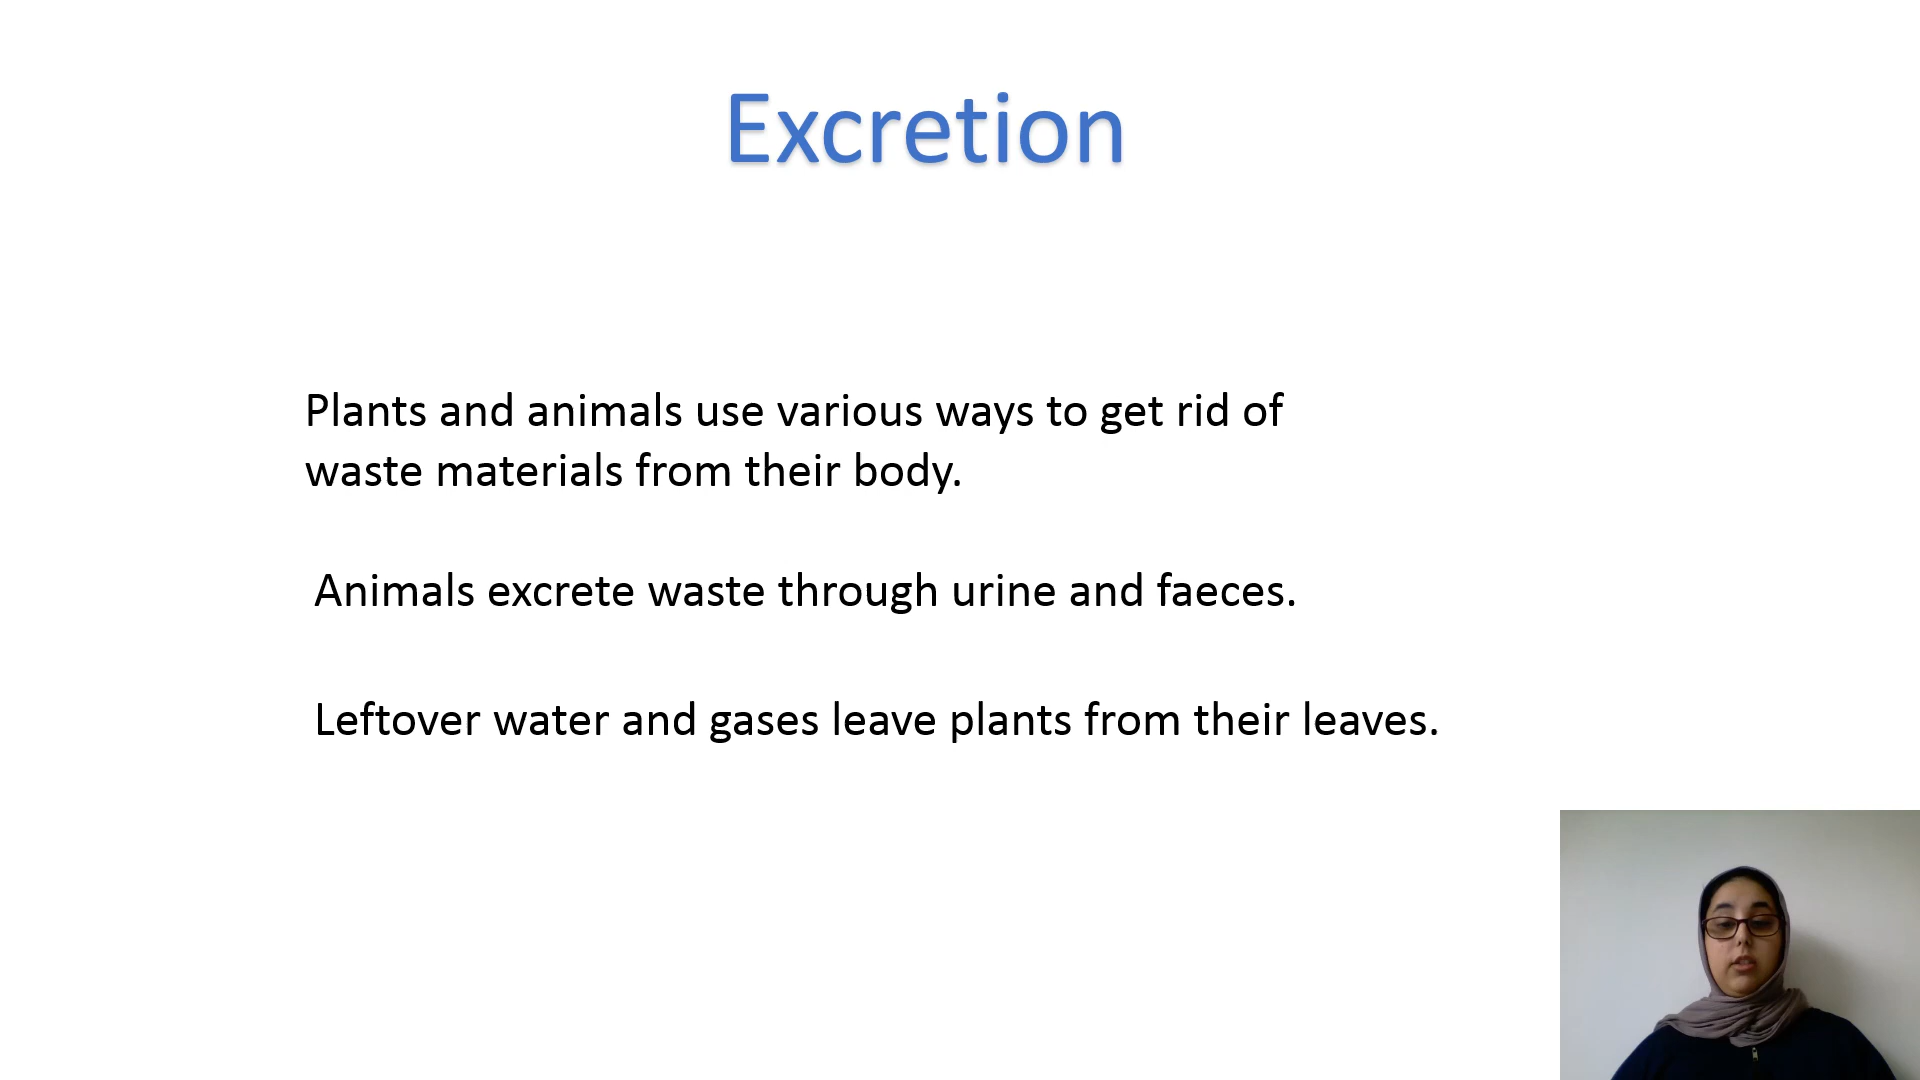 Excretion
Plants and animals use various ways to get rid of
waste materials from their body.
Animals excrete waste through urine and faeces.
Leftover water and gases leave plants from their leaves.